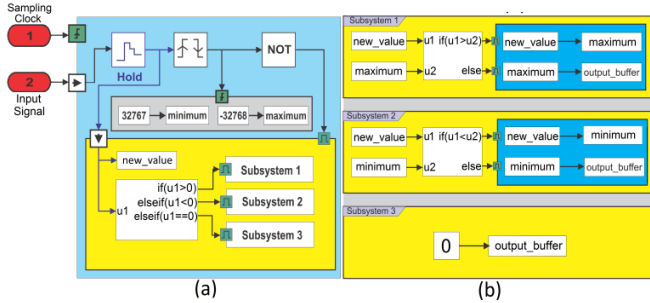 Sampling
Clock
1
2
Input
Signal
Hold
NOT
32767
minimum
-32768
maximum
new_value
u1
if(u1>0)
elseif(u1<0)
elseif(u1==0)
Subsystem 1
Subsystem 2
Subsystem 3
(a)
Subsystem 1
new_value
u1 if(u1>u2)
new_value
maximum
maximum
u2
else
maximum
output_buffer
Subsystem 2
new_value
u1 if(u1<u2)
new_value
minimum
minimum
u2
else
minimum
output_buffer
Subsystem 3
0
output_buffer
(b)